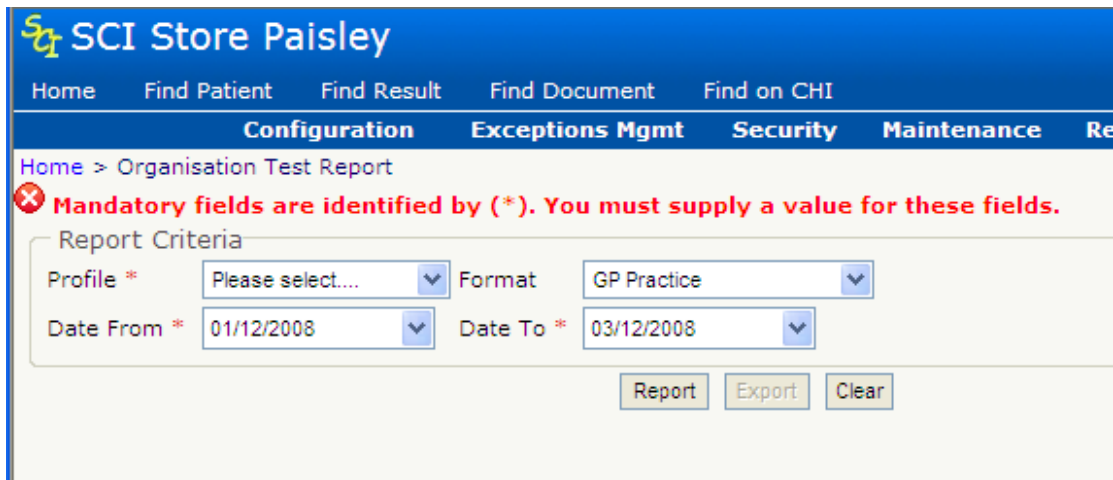 SCI SCI Store Paisley
Home Find Patient Find Result Find Document Find on CHI
Configuration Exceptions Mgmt Security Maintenance Re
Home > Organisation Test Report
Mandatory fields are identified by (*). You must supply a value for these fields.
Report Criteria
Profile * Please select.... Format GP Practice
Date From * 01/12/2008 Date To * 03/12/2008
Report Export Clear